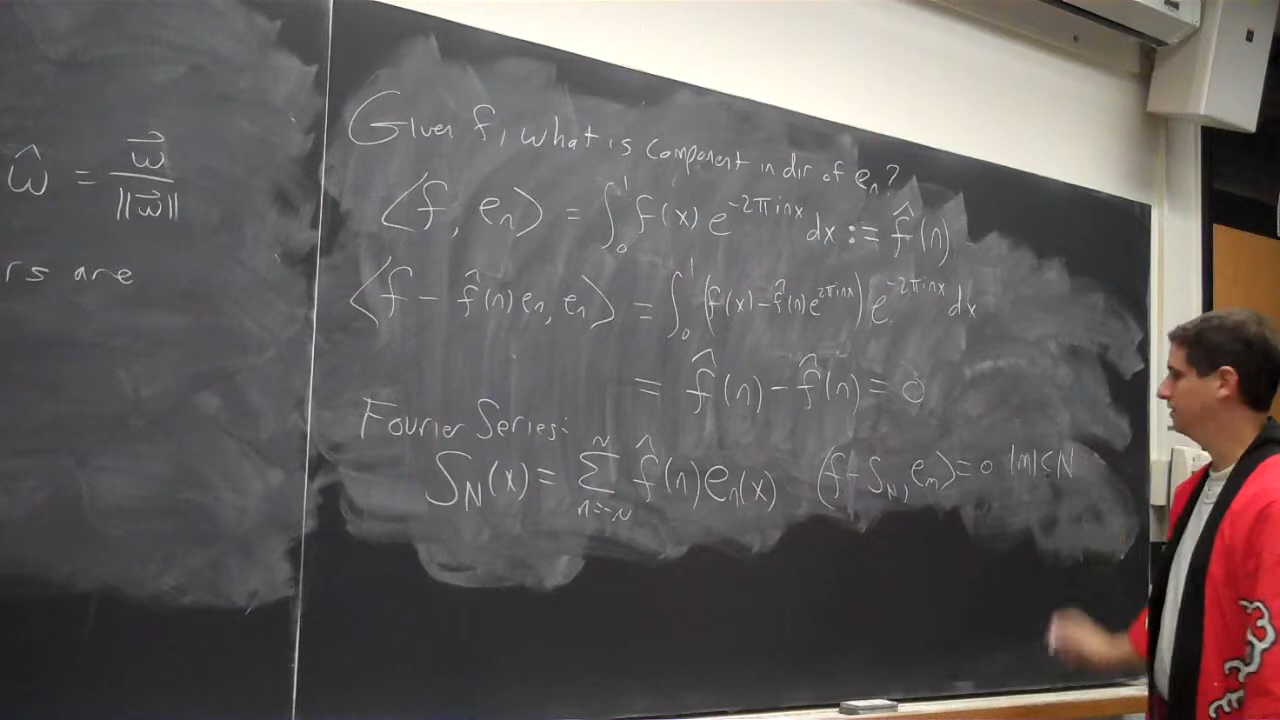 ŵ = w⃗ / ||w⃗||
rs are
Given f, what is component in dir of eₙ?
⟨f, eₙ⟩ = ∫₀¹ f(x) e^{-2πinx} dx := f̂(n)
⟨f - f̂(n)eₙ, eₙ⟩ = ∫₀¹ (f(x) - f̂(n)e^{2πinx}) e^{-2πinx} dx
= f̂(n) - f̂(n) = 0
Fourier Series:
S_N(x) = ∑_{n=-N}^{N} f̂(n)eₙ(x) ⟨f - S_N, e_m⟩ = 0 |m| ≤ N